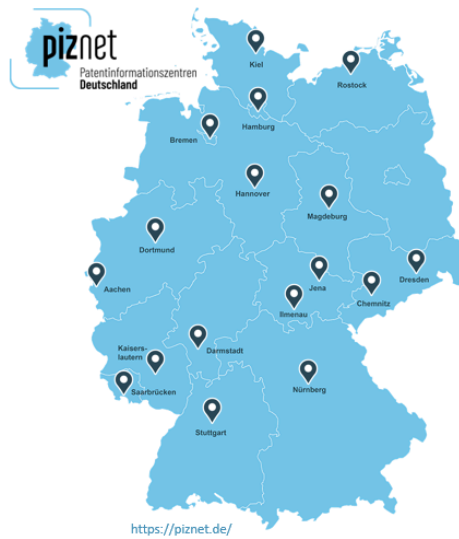 piznet
Patentinformationszentren
Deutschland
Kiel
Rostock
Hamburg
Bremen
Hannover
Magdeburg
Dortmund
Aachen
Jena
Dresden
Chemnitz
Ilmenau
Kaisers-
lautern
Darmstadt
Saarbrücken
Nürnberg
Stuttgart
https://piznet.de/